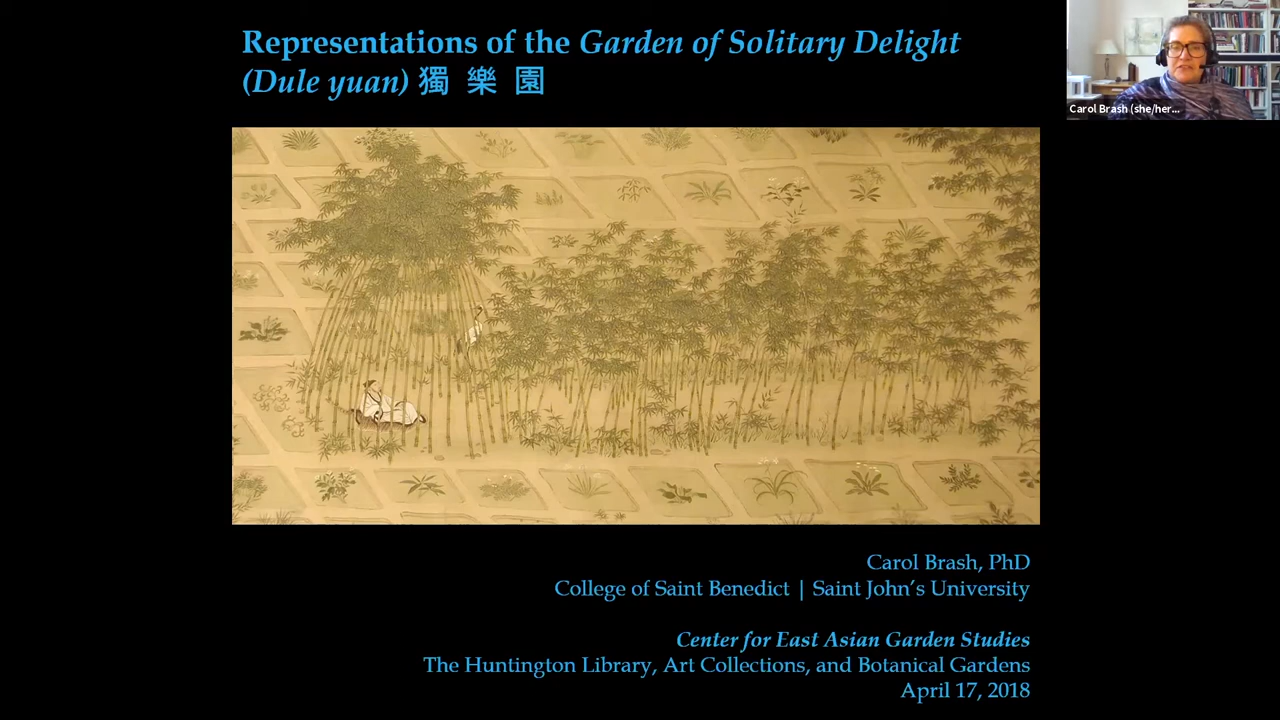 Representations of the Garden of Solitary Delight
(Dule yuan) 獨 樂 園
Carol Brash (she/her...
Carol Brash, PhD
College of Saint Benedict | Saint John's University
Center for East Asian Garden Studies
The Huntington Library, Art Collections, and Botanical Gardens
April 17, 2018